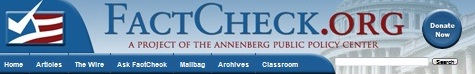 FACTCHECK.ORG
A PROJECT OF THE ANNENBERG PUBLIC POLICY CENTER
Donate
Now
Home Articles The Wire Ask FactCheck Mailbag Archives Classroom Search